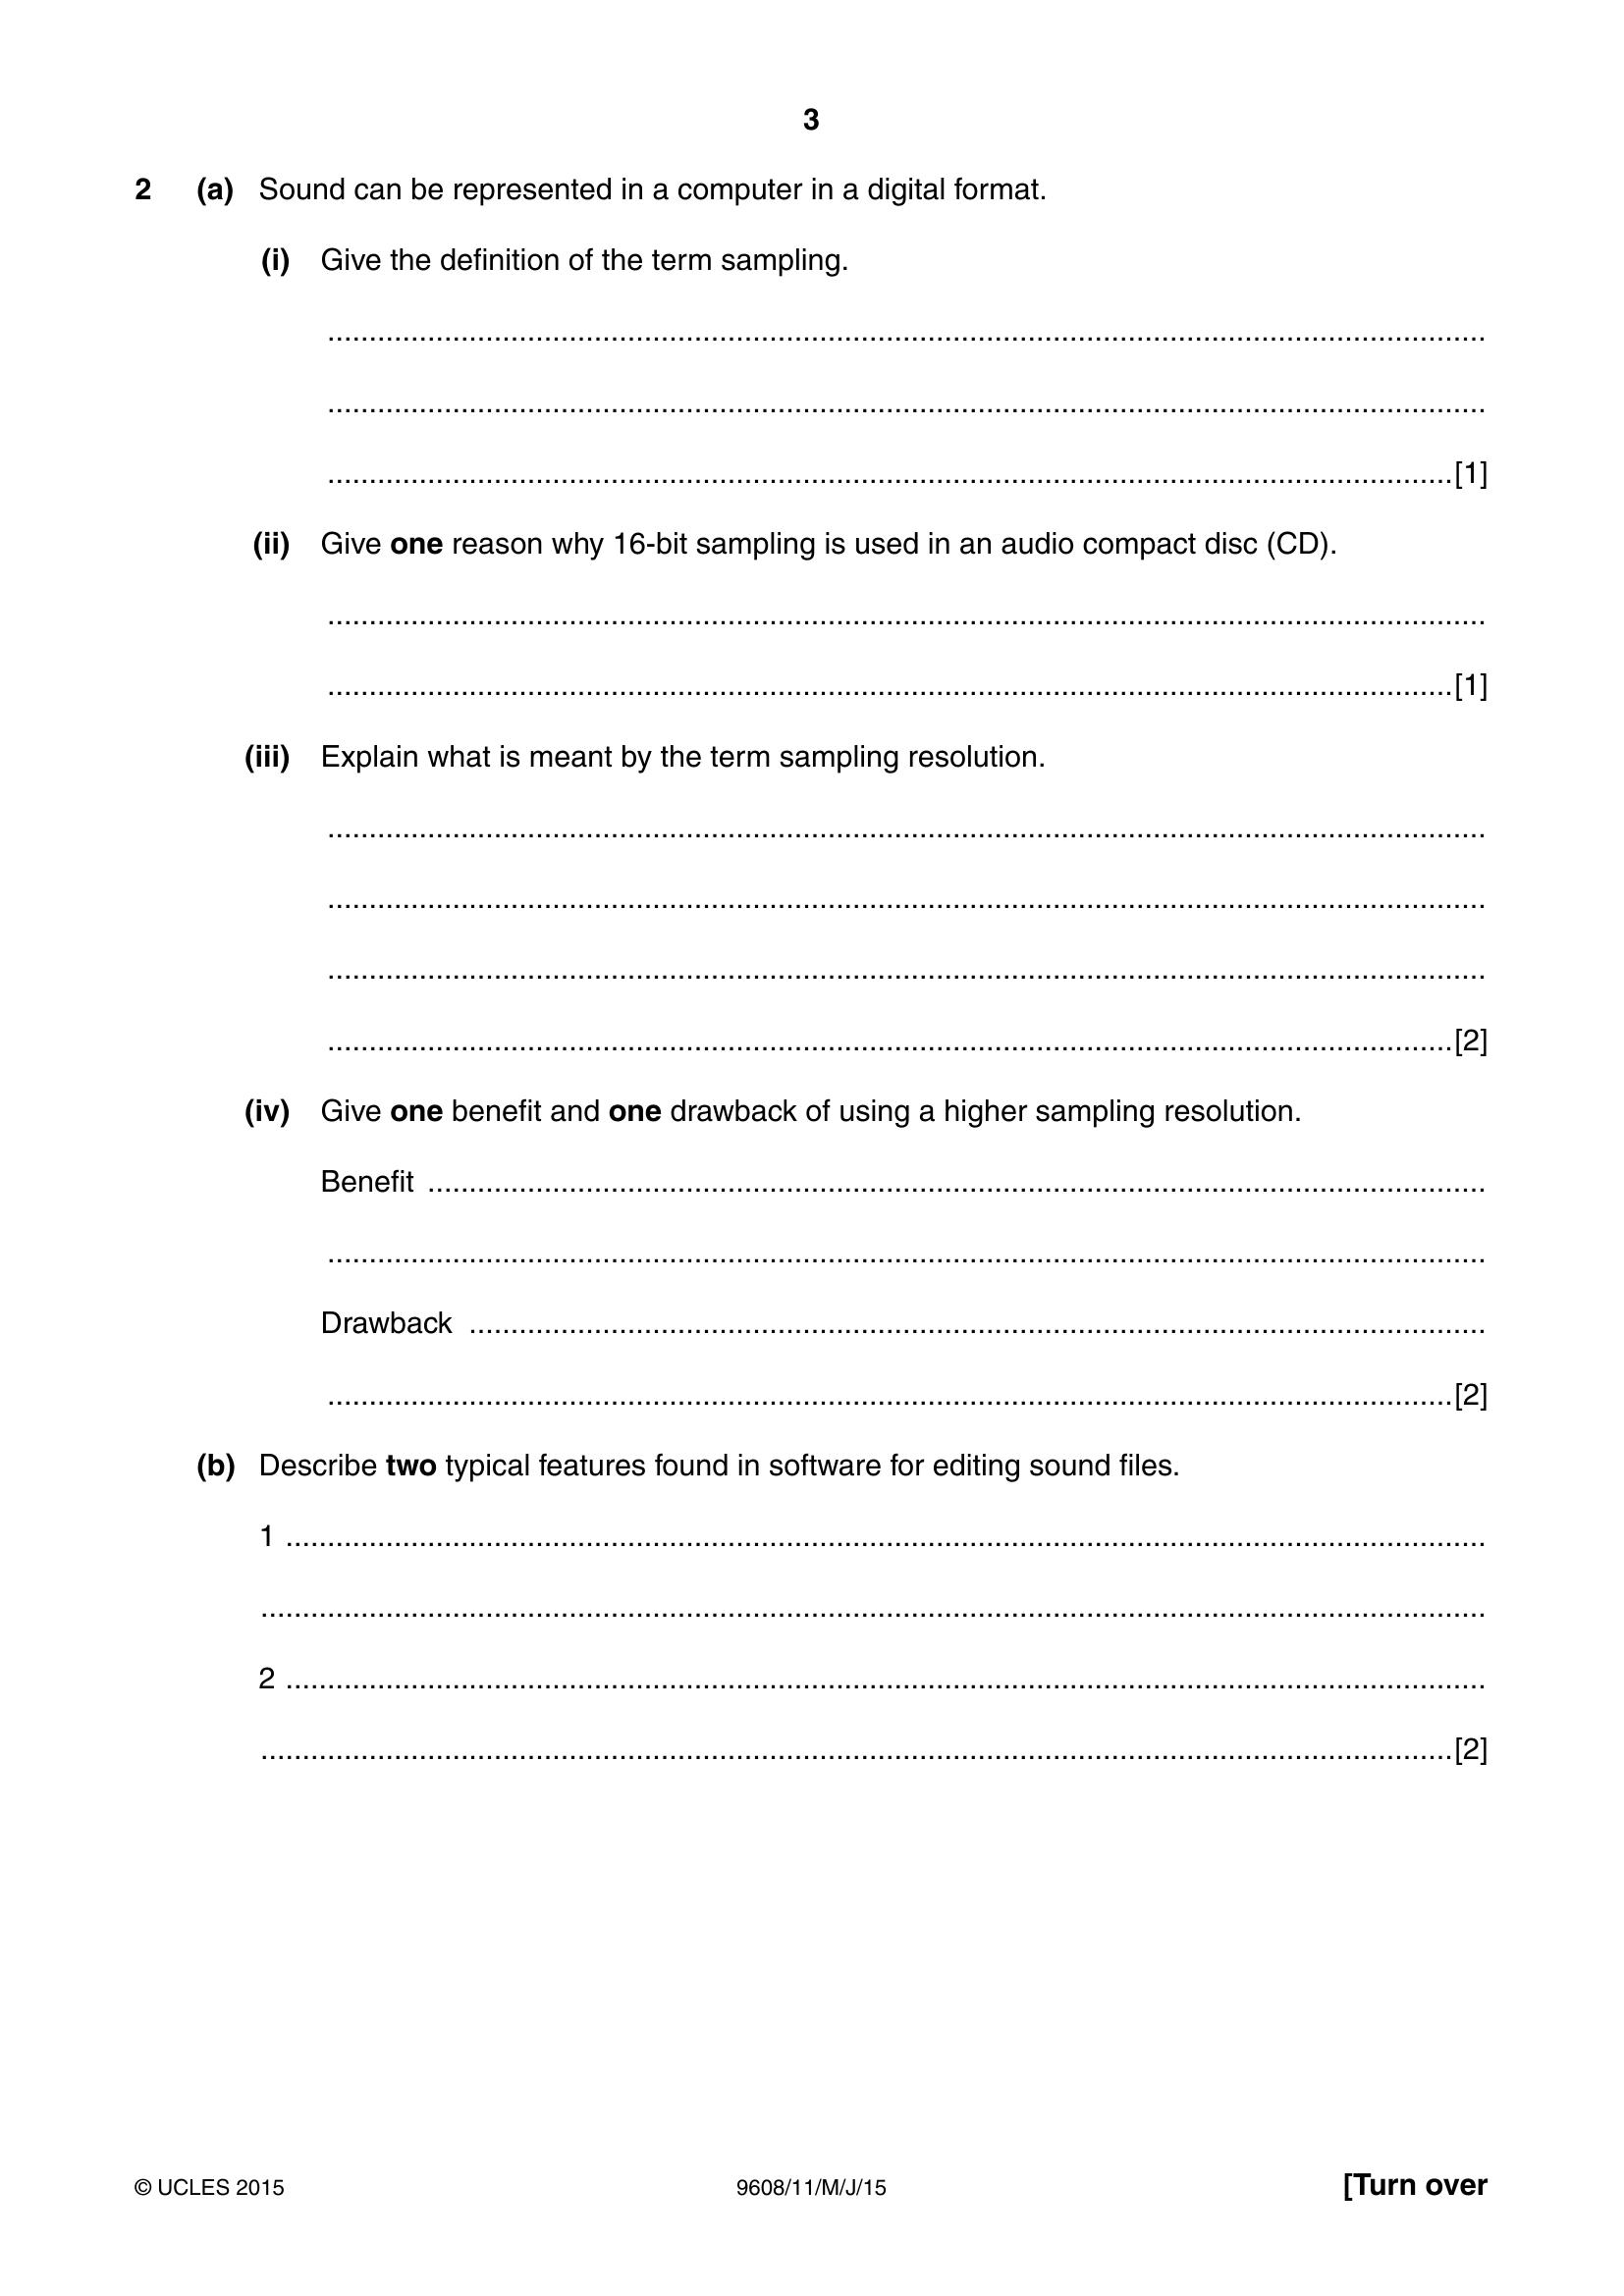 3
2 (a) Sound can be represented in a computer in a digital format.
(i) Give the definition of the term sampling.
..........................................................................................
..........................................................................................
..........................................................................................[1]
(ii) Give one reason why 16-bit sampling is used in an audio compact disc (CD).
..........................................................................................
..........................................................................................[1]
(iii) Explain what is meant by the term sampling resolution.
..........................................................................................
..........................................................................................
..........................................................................................
..........................................................................................[2]
(iv) Give one benefit and one drawback of using a higher sampling resolution.
Benefit ..........................................................................................
..........................................................................................
Drawback ..........................................................................................
..........................................................................................[2]
(b) Describe two typical features found in software for editing sound files.
1 ..........................................................................................
..........................................................................................
2 ..........................................................................................
..........................................................................................[2]
© UCLES 2015 9608/11/M/J/15 [Turn over